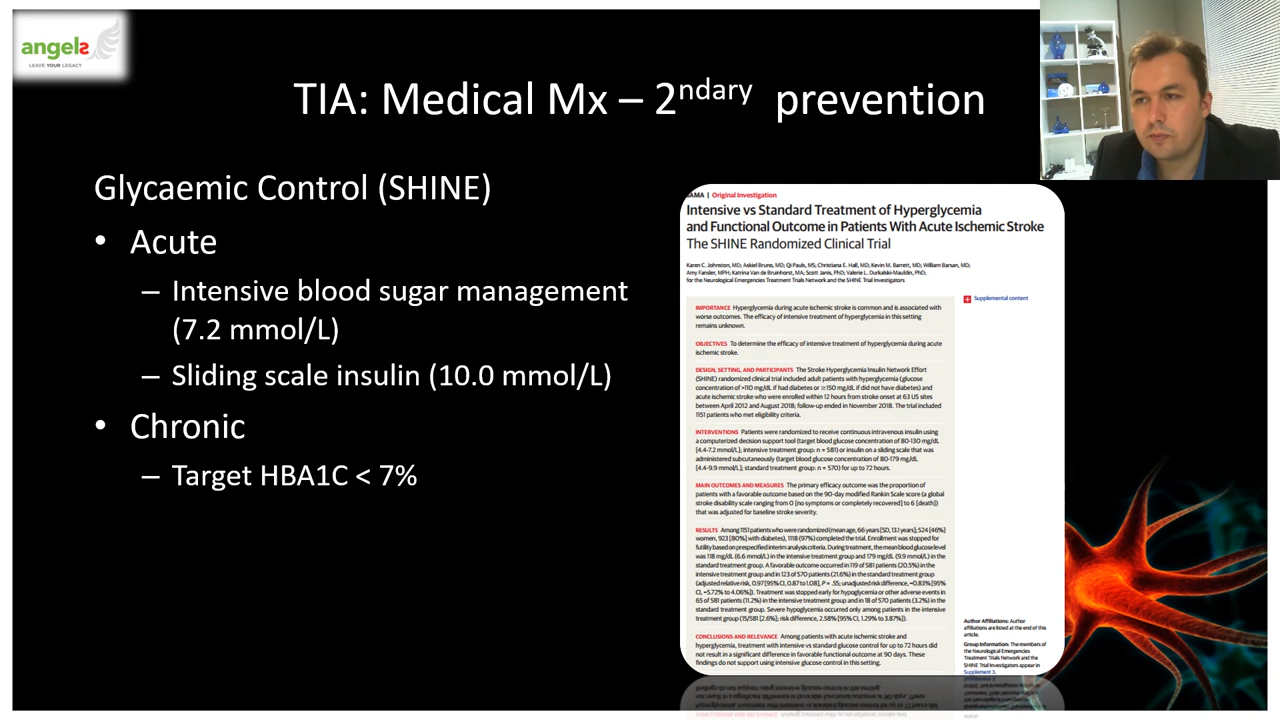 angels
LEAVE YOUR LEGACY
TIA: Medical Mx – 2ndary prevention
Glycaemic Control (SHINE)
• Acute
– Intensive blood sugar management
(7.2 mmol/L)
– Sliding scale insulin (10.0 mmol/L)
• Chronic
– Target HBA1C < 7%
JAMA | Original Investigation
Intensive vs Standard Treatment of Hyperglycemia
and Functional Outcome in Patients With Acute Ischemic Stroke
The SHINE Randomized Clinical Trial
Karen C. Johnston, MD; Askiel Bruno, MD; Qi Pauls, MS; Christiana E. Hall, MD; Kevin M. Barrett, MD; William Barsan, MD;
Amy Fansler, MPH; Katrina Van de Bruinhorst, MA; Scott Janis, PhD; Valerie L. Durkalski-Mauldin, PhD;
for the Neurological Emergencies Treatment Trials Network and the SHINE Trial Investigators
Supplemental content
IMPORTANCE Hyperglycemia during acute ischemic stroke is common and is associated with
worse outcomes. The efficacy of intensive treatment of hyperglycemia in this setting
remains unknown.
OBJECTIVES To determine the efficacy of intensive treatment of hyperglycemia during acute
ischemic stroke.
DESIGN, SETTING, AND PARTICIPANTS The Stroke Hyperglycemia Insulin Network Effort
(SHINE) randomized clinical trial included adult patients with hyperglycemia (glucose
concentration of >110 mg/dL if had diabetes or ≥150 mg/dL if did not have diabetes) and
acute ischemic stroke who were enrolled within 12 hours from stroke onset at 63 US sites
between April 2012 and August 2018; follow-up ended in November 2018. The trial included
1151 patients who met eligibility criteria.
INTERVENTIONS Patients were randomized to receive continuous intravenous insulin using
a computerized decision support tool (target blood glucose concentration of 80-130 mg/dL
[4.4-7.2 mmol/L]; intensive treatment group: n = 581) or insulin on a sliding scale that was
administered subcutaneously (target blood glucose concentration of 80-179 mg/dL
[4.4-9.9 mmol/L]; standard treatment group: n = 570) for up to 72 hours.
MAIN OUTCOMES AND MEASURES The primary efficacy outcome was the proportion of
patients with a favorable outcome based on the 90-day modified Rankin Scale score (a global
stroke disability scale ranging from 0 [no symptoms or completely recovered] to 6 [death])
that was adjusted for baseline stroke severity.
RESULTS Among 1151 patients who were randomized (mean age, 66 years [SD, 13.1 years]; 524 [46%]
women, 923 [80%] with diabetes), 1118 (97%) completed the trial. Enrollment was stopped for
futility based on prespecified interim analysis criteria. During treatment, the mean blood glucose level
was 118 mg/dL (6.6 mmol/L) in the intensive treatment group and 179 mg/dL (9.9 mmol/L) in the
standard treatment group. A favorable outcome occurred in 119 of 581 patients (20.5%) in the
intensive treatment group and in 123 of 570 patients (21.6%) in the standard treatment group
(adjusted relative risk, 0.97 [95% CI, 0.87 to 1.08], P = .55; unadjusted risk difference, −0.83% [95%
CI, −5.72% to 4.06%]). Treatment was stopped early for hypoglycemia or other adverse events in
65 of 581 patients (11.2%) in the intensive treatment group and in 18 of 570 patients (3.2%) in the
standard treatment group. Severe hypoglycemia occurred only among patients in the intensive
treatment group (15/581 [2.6%]; risk difference, 2.58% [95% CI, 1.29% to 3.87%]).
CONCLUSIONS AND RELEVANCE Among patients with acute ischemic stroke and
hyperglycemia, treatment with intensive vs standard glucose control for up to 72 hours did
not result in a significant difference in favorable functional outcome at 90 days. These
findings do not support using intensive glucose control in this setting.
Author Affiliations: Author
affiliations are listed at the end of this
article.
Group Information: The members of
the Neurological Emergencies
Treatment Trials Network and the
SHINE Trial Investigators appear in
Supplement 3.